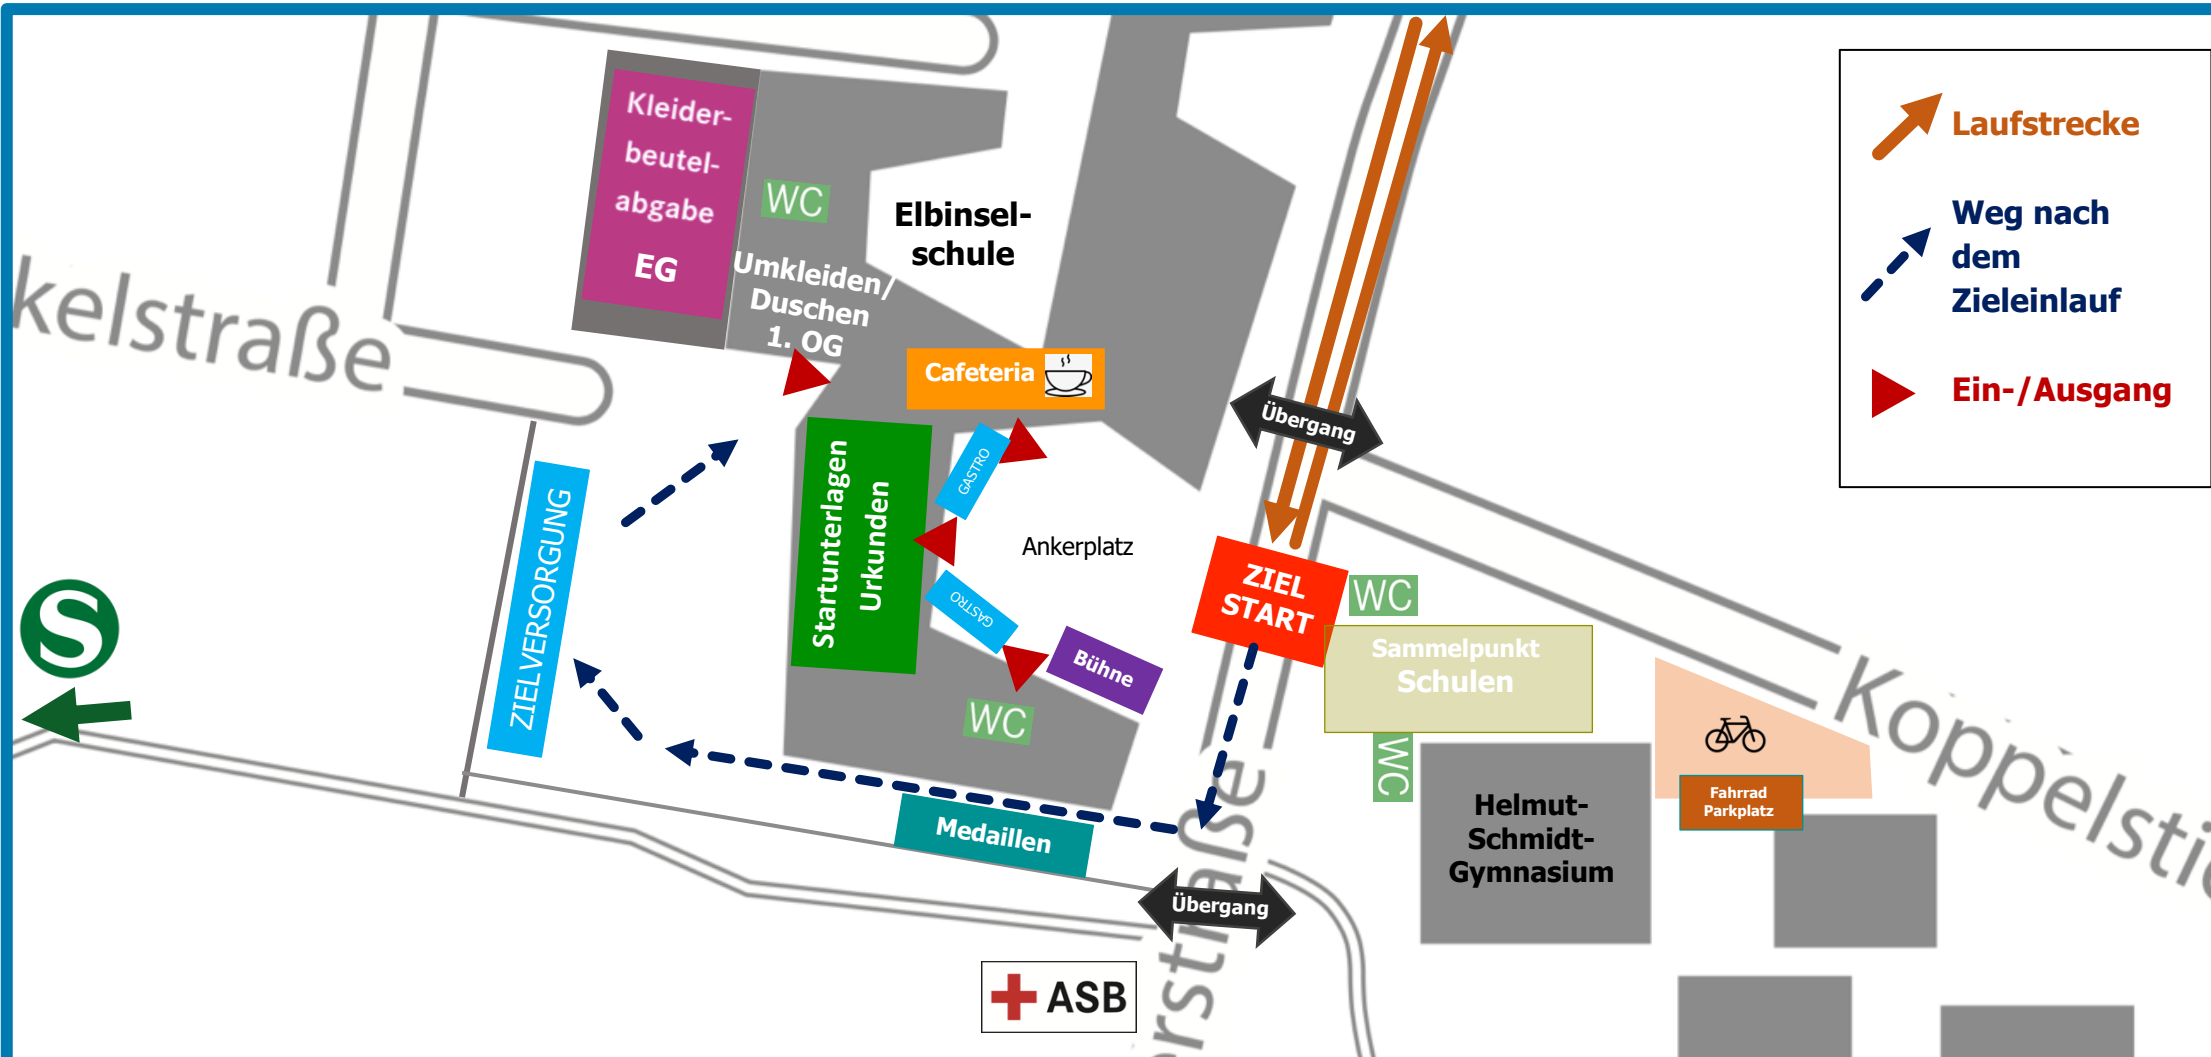 Kleider-
beutel-
abgabe
EG
WC
Umkleiden/
Duschen
1. OG
Elbinsel-
schule
Cafeteria
Laufstrecke
Weg nach
dem
Zieleinlauf
Ein-/Ausgang
kelstraße
Übergang
GASTRO
Startunterlagen
Urkunden
Ankerplatz
GASTRO
Bühne
WC
ZIELVERSORGUNG
S
ZIEL
START
WC
Sammelpunkt
Schulen
WC
Helmut-
Schmidt-
Gymnasium
Fahrrad
Parkplatz
Koppelsti
Medaillen
Übergang
ASB